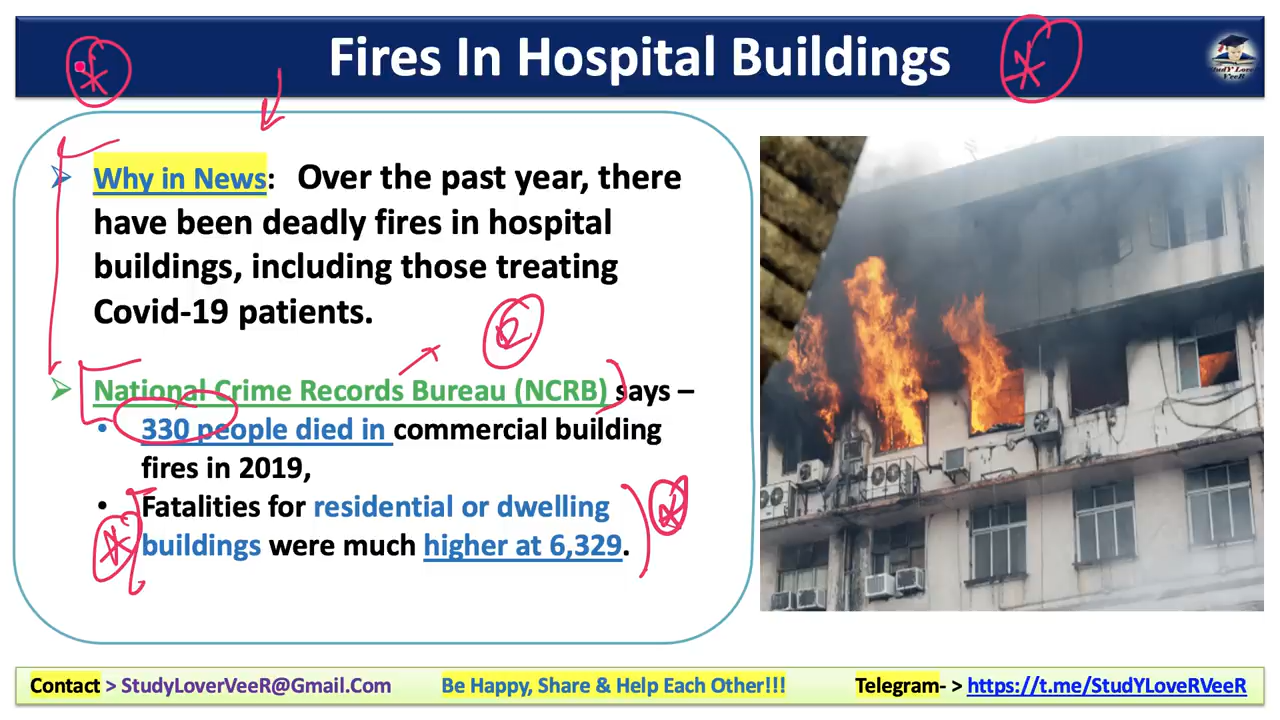 Fires In Hospital Buildings
StudY Lover
VeeR
Why in News: Over the past year, there
have been deadly fires in hospital
buildings, including those treating
Covid-19 patients.
National Crime Records Bureau (NCRB) says –
• 330 people died in commercial building
fires in 2019,
• Fatalities for residential or dwelling
buildings were much higher at 6,329.
Contact > StudyLoverVeeR@Gmail.Com
Be Happy, Share & Help Each Other!!!
Telegram- > https://t.me/StudYLoveRVeeR